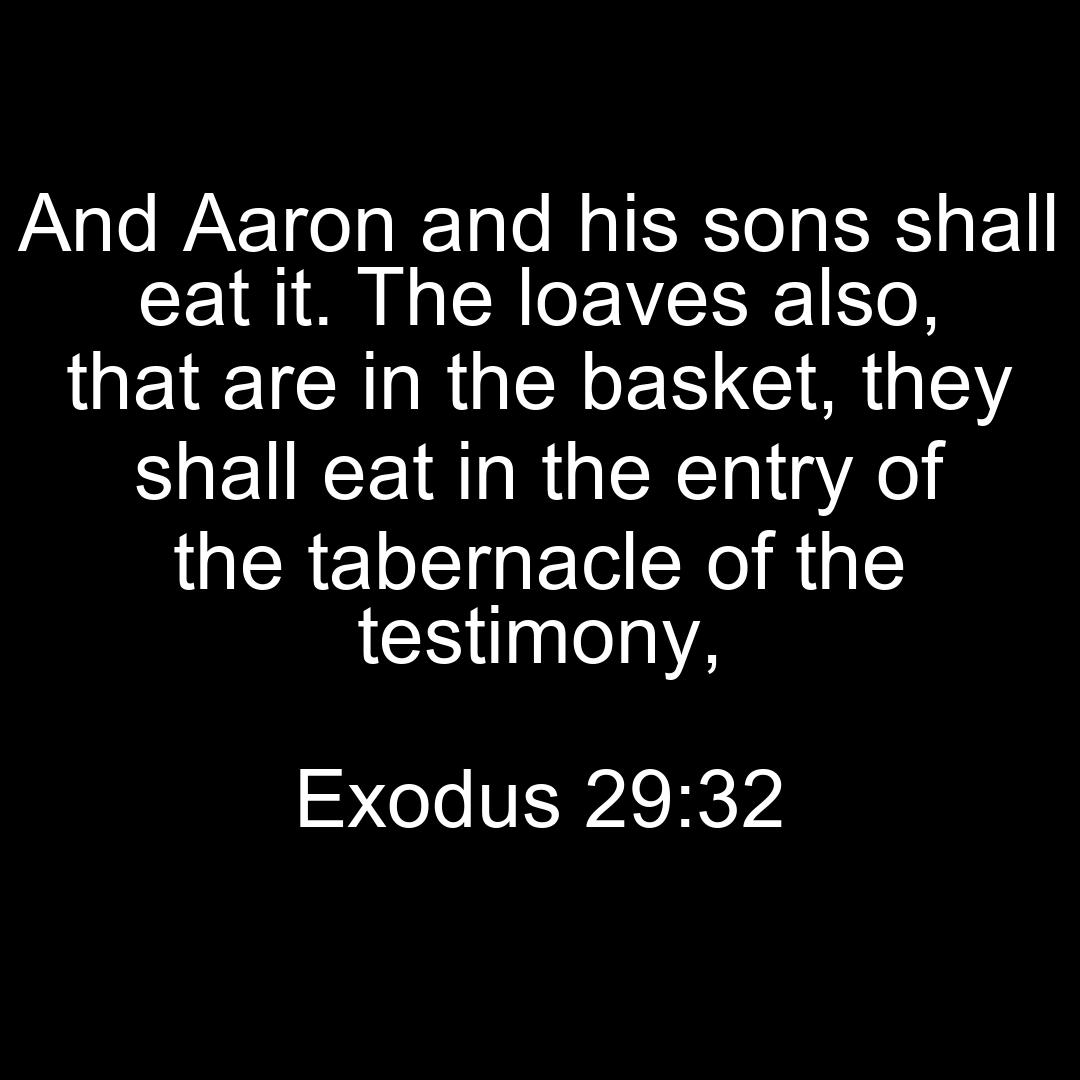 And Aaron and his sons shall
eat it. The loaves also,
that are in the basket, they
shall eat in the entry of
the tabernacle of the
testimony,
Exodus 29:32